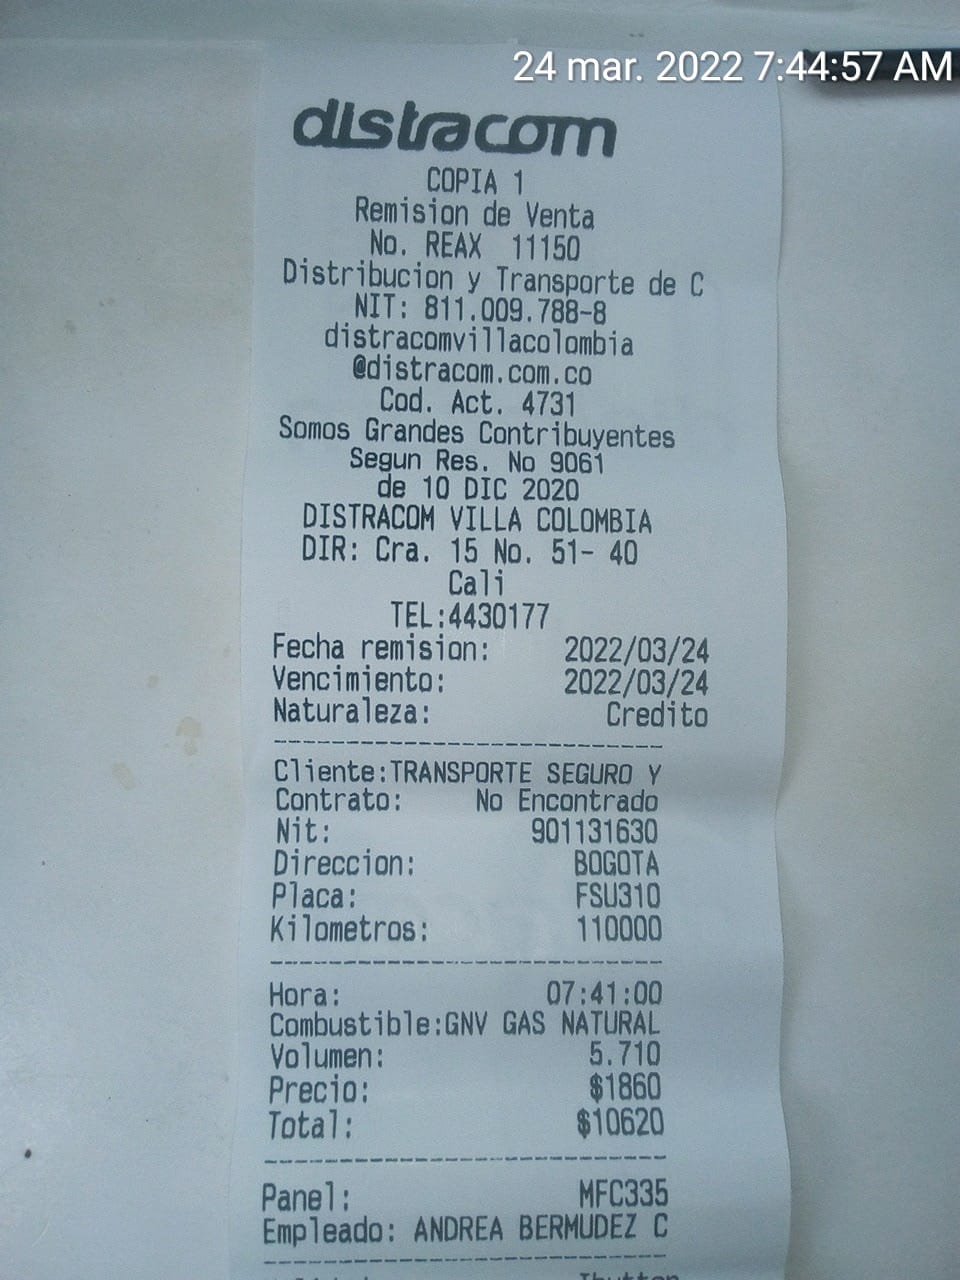 24 mar. 2022 7:44:57 AM
distracom
COPIA 1
Remision de Venta
No. REAX 11150
Distribucion y Transporte de C
NIT: 811.009.788-8
distracomvillacolombia
@distracom.com.co
Cod. Act. 4731
Somos Grandes Contribuyentes
Segun Res. No 9061
de 10 DIC 2020
DISTRACOM VILLA COLOMBIA
DIR: Cra. 15 No. 51- 40
Cali
TEL:4430177
Fecha remision: 2022/03/24
Vencimiento: 2022/03/24
Naturaleza: Credito
Cliente:TRANSPORTE SEGURO Y
Contrato: No Encontrado
Nit: 901131630
Direccion: BOGOTA
Placa: FSU310
Kilometros: 110000
Hora: 07:41:00
Combustible:GNV GAS NATURAL
Volumen: 5.710
Precio: $1860
Total: $10620
Panel: MFC335
Empleado: ANDREA BERMUDEZ C